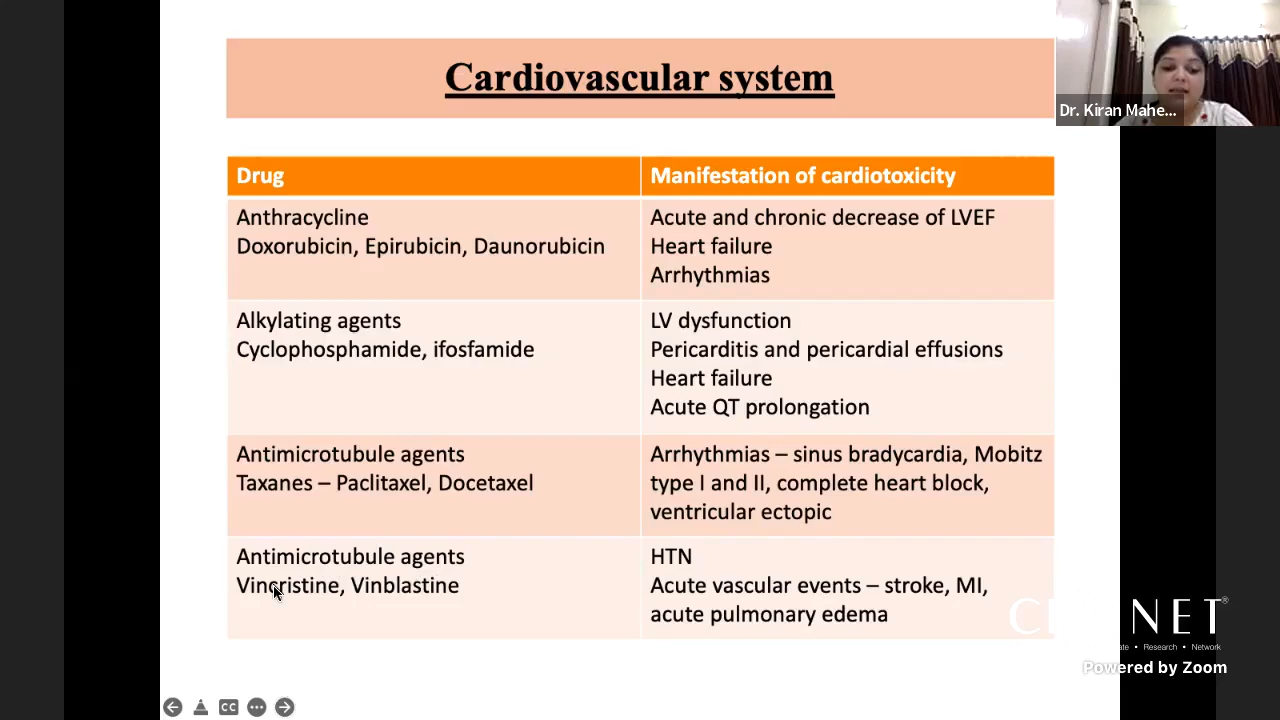 Cardiovascular system
Dr. Kiran Mahe...
Drug
Manifestation of cardiotoxicity
Anthracycline
Doxorubicin, Epirubicin, Daunorubicin
Acute and chronic decrease of LVEF
Heart failure
Arrhythmias
Alkylating agents
Cyclophosphamide, ifosfamide
LV dysfunction
Pericarditis and pericardial effusions
Heart failure
Acute QT prolongation
Antimicrotubule agents
Taxanes – Paclitaxel, Docetaxel
Arrhythmias – sinus bradycardia, Mobitz
type I and II, complete heart block,
ventricular ectopic
Antimicrotubule agents
Vincristine, Vinblastine
HTN
Acute vascular events – stroke, MI,
acute pulmonary edema
NET®
• Research • Network
Powered by Zoom
CC